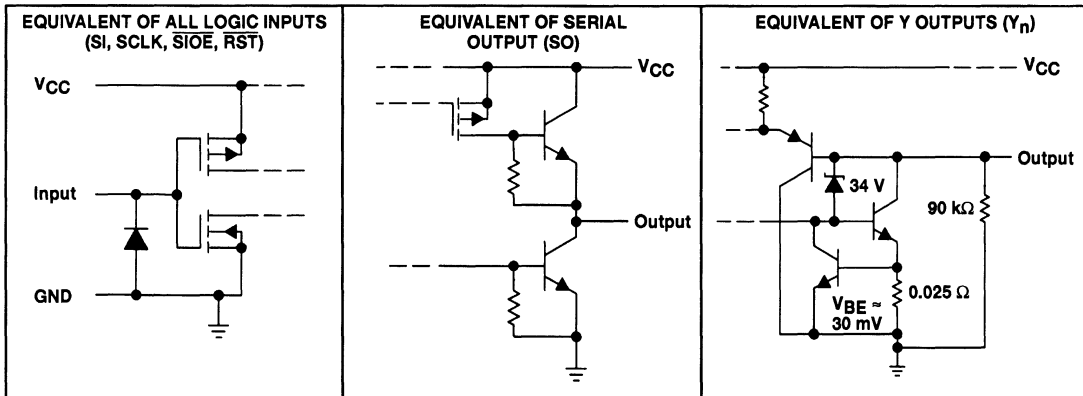 EQUIVALENT OF ALL LOGIC INPUTS
(SI, SCLK, SIOE, RST)
VCC
Input
GND
EQUIVALENT OF SERIAL
OUTPUT (SO)
VCC
Output
EQUIVALENT OF Y OUTPUTS (Yn)
VCC
Output
34 V
90 kΩ
0.025 Ω
VBE ≈
30 mV